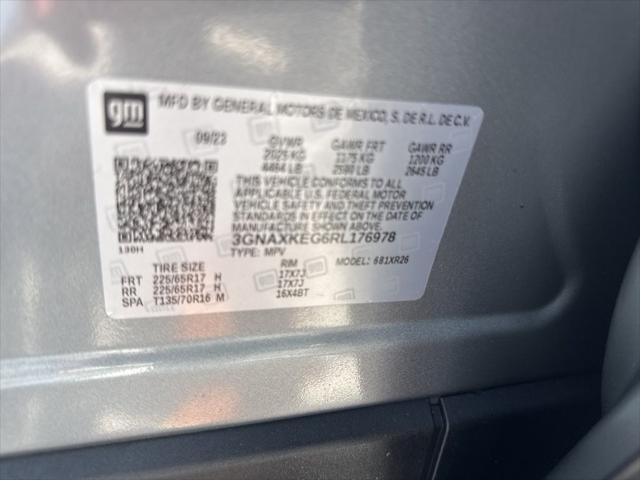 gm
MFD BY GENERAL MOTORS DE MEXICO, S. DE R.L. DE C.V.
09/23 GVWR GAWR FRT GAWR RR
2025 KG 1175 KG 1200 KG
4464 LB 2590 LB 2645 LB
THIS VEHICLE CONFORMS TO ALL
APPLICABLE U.S. FEDERAL MOTOR
VEHICLE SAFETY AND THEFT PREVENTION
STANDARDS IN EFFECT ON THE DATE OF
MANUFACTURE SHOWN ABOVE.
3GNAXKEG6RL176978
TYPE: MPV MODEL: 681XR26
130H
TIRE SIZE RIM
FRT 225/65R17 H 17X7J
RR 225/65R17 H 17X7J
SPA T135/70R16 M 16X4BT